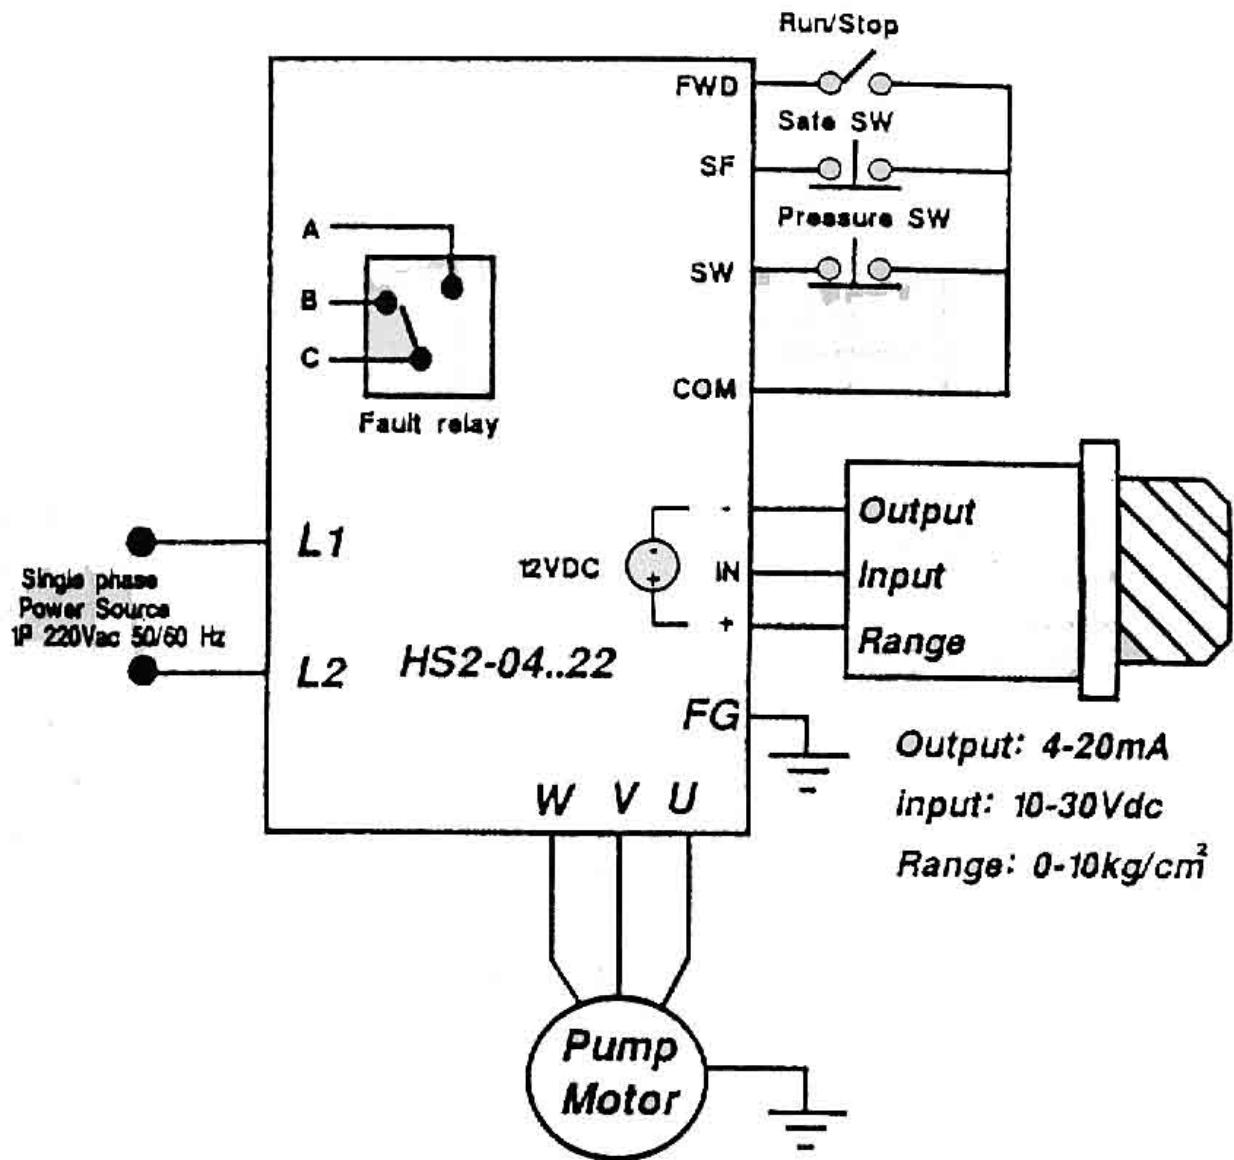 Run/Stop
FWD
Safe SW
SF
Pressure SW
SW
COM
A
B
C
Fault relay
L1
Single phase
Power Source
1P 220Vac 50/60 Hz
L2
HS2-04..22
12VDC
-
+
-
IN
+
Output
Input
Range
FG
W V U
Output: 4-20mA
input: 10-30Vdc
Range: 0-10kg/cm²
Pump
Motor